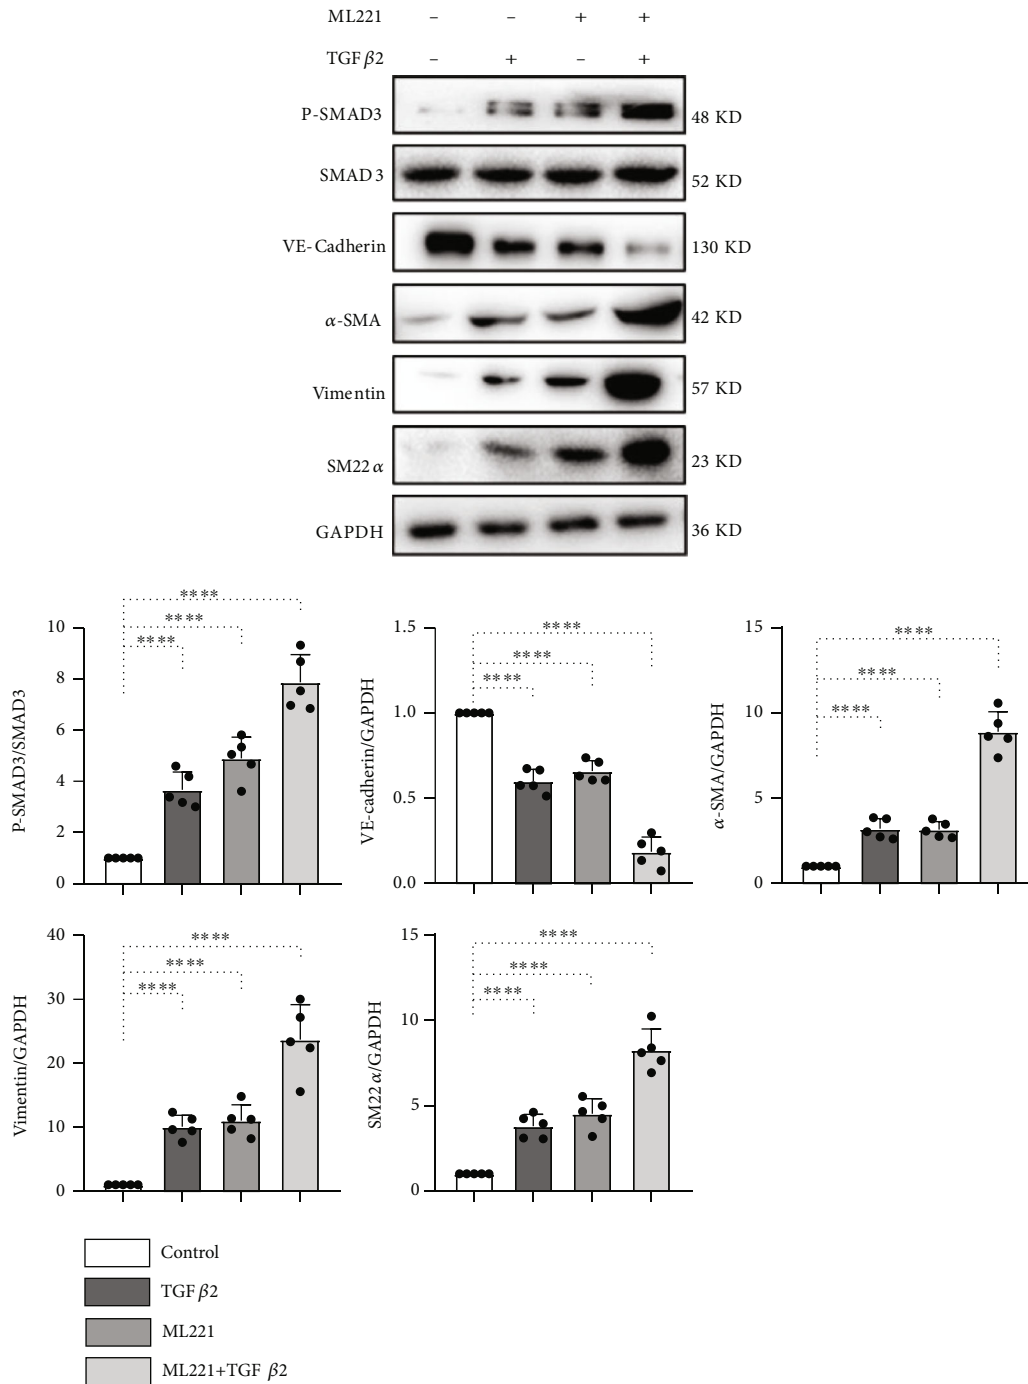 ML221 – – + +
TGFβ2 – + – +
P-SMAD3 48 KD
SMAD3 52 KD
VE-Cadherin 130 KD
α-SMA 42 KD
Vimentin 57 KD
SM22α 23 KD
GAPDH 36 KD
P-SMAD3/SMAD3
10
8
6
4
2
0
****
****
****
VE-cadherin/GAPDH
1.5
1.0
0.5
0.0
****
****
****
α-SMA/GAPDH
15
10
5
0
****
****
****
Vimentin/GAPDH
40
30
20
10
0
****
****
****
SM22α/GAPDH
15
10
5
0
****
****
****
Control
TGFβ2
ML221
ML221+TGF β2